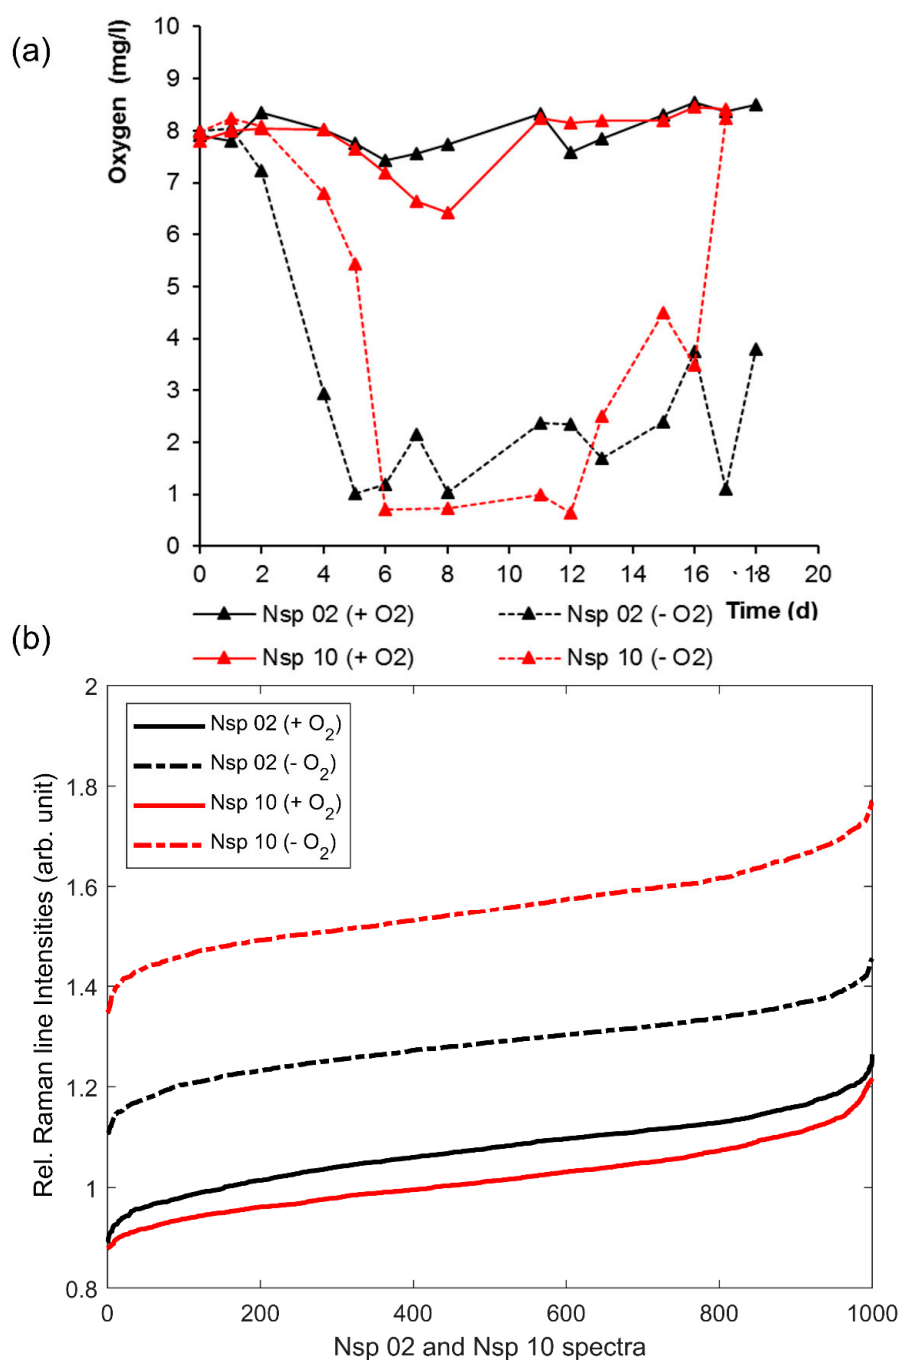 (a)
Oxygen (mg/l)
10
9
8
7
6
5
4
3
2
1
0
0 2 4 6 8 10 12 14 16 18 20
Time (d)
Nsp 02 (+ O2) Nsp 02 (- O2)
Nsp 10 (+ O2) Nsp 10 (- O2)
(b)
Rel. Raman line Intensities (arb. unit)
2
1.8
1.6
1.4
1.2
1
0.8
Nsp 02 (+ O2)
Nsp 02 (- O2)
Nsp 10 (+ O2)
Nsp 10 (- O2)
0 200 400 600 800 1000
Nsp 02 and Nsp 10 spectra